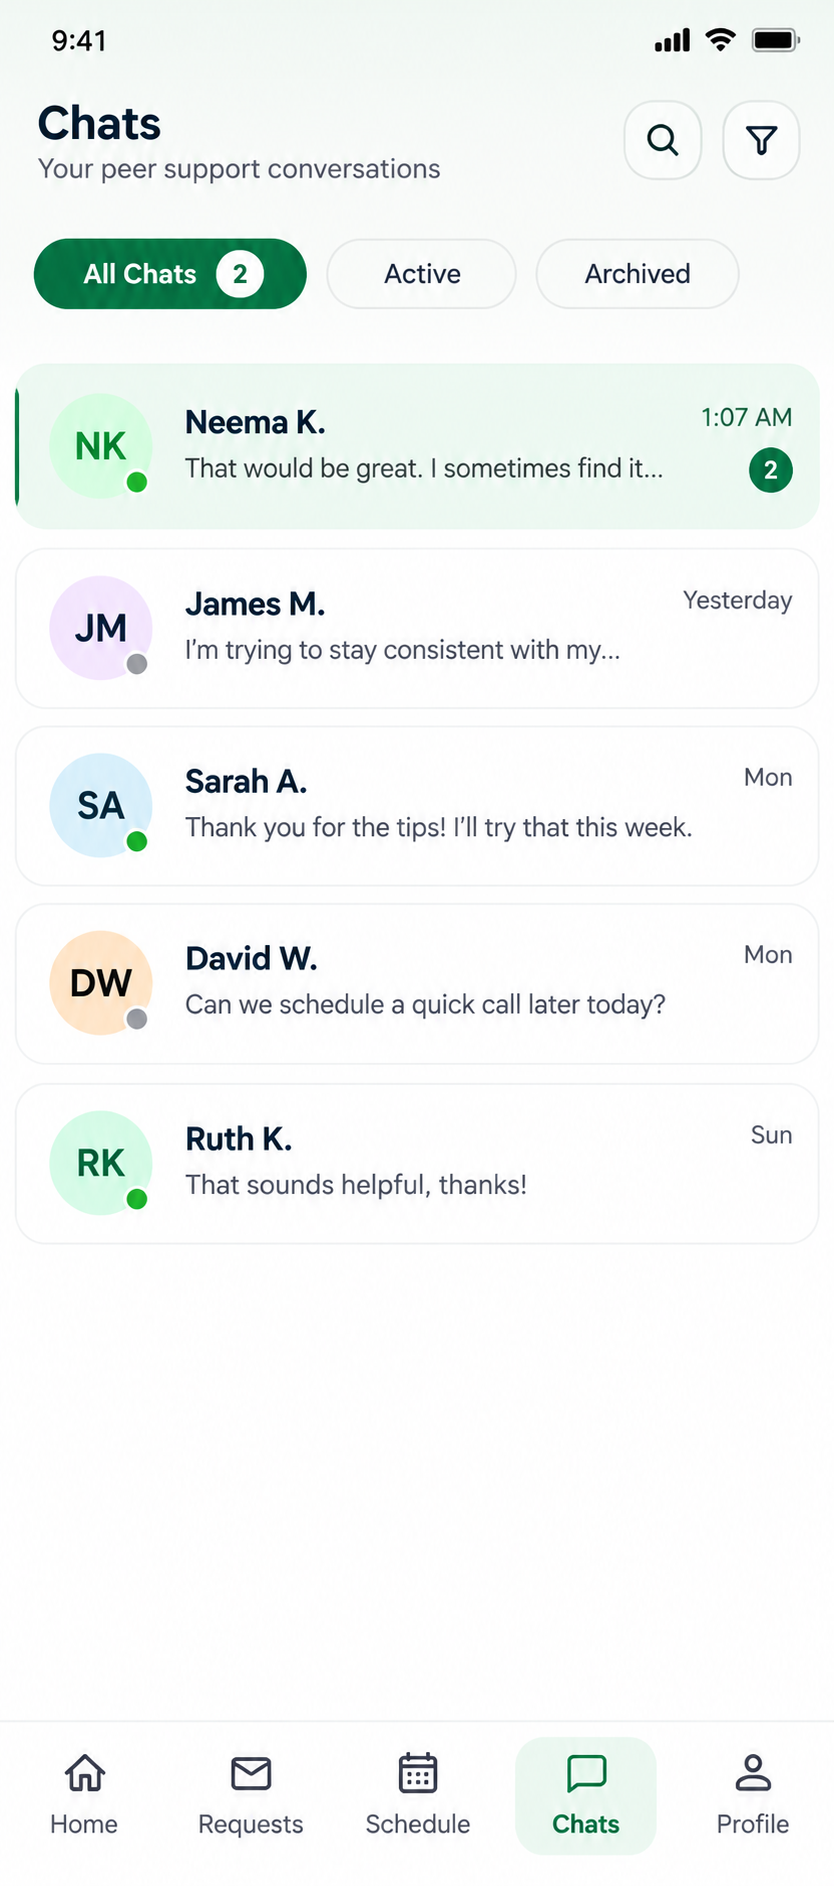 9:41
Chats
Your peer support conversations
All Chats 2
Active
Archived
NK
Neema K.
1:07 AM
That would be great. I sometimes find it...
2
JM
James M.
Yesterday
I'm trying to stay consistent with my...
SA
Sarah A.
Mon
Thank you for the tips! I'll try that this week.
DW
David W.
Mon
Can we schedule a quick call later today?
RK
Ruth K.
Sun
That sounds helpful, thanks!
Home
Requests
Schedule
Chats
Profile